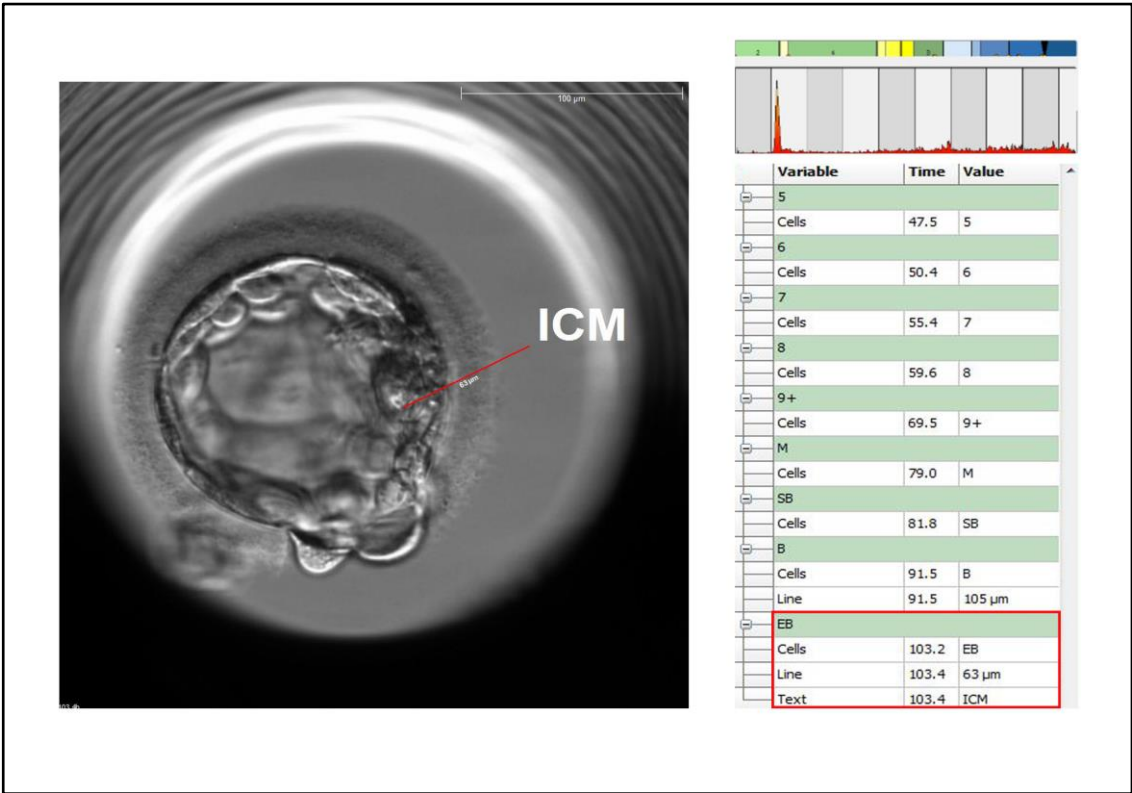 100 µm
ICM
63µm
2 4
Variable Time Value
5
Cells 47.5 5
6
Cells 50.4 6
7
Cells 55.4 7
8
Cells 59.6 8
9+
Cells 69.5 9+
M
Cells 79.0 M
SB
Cells 81.8 SB
B
Cells 91.5 B
Line 91.5 105 µm
EB
Cells 103.2 EB
Line 103.4 63 µm
Text 103.4 ICM